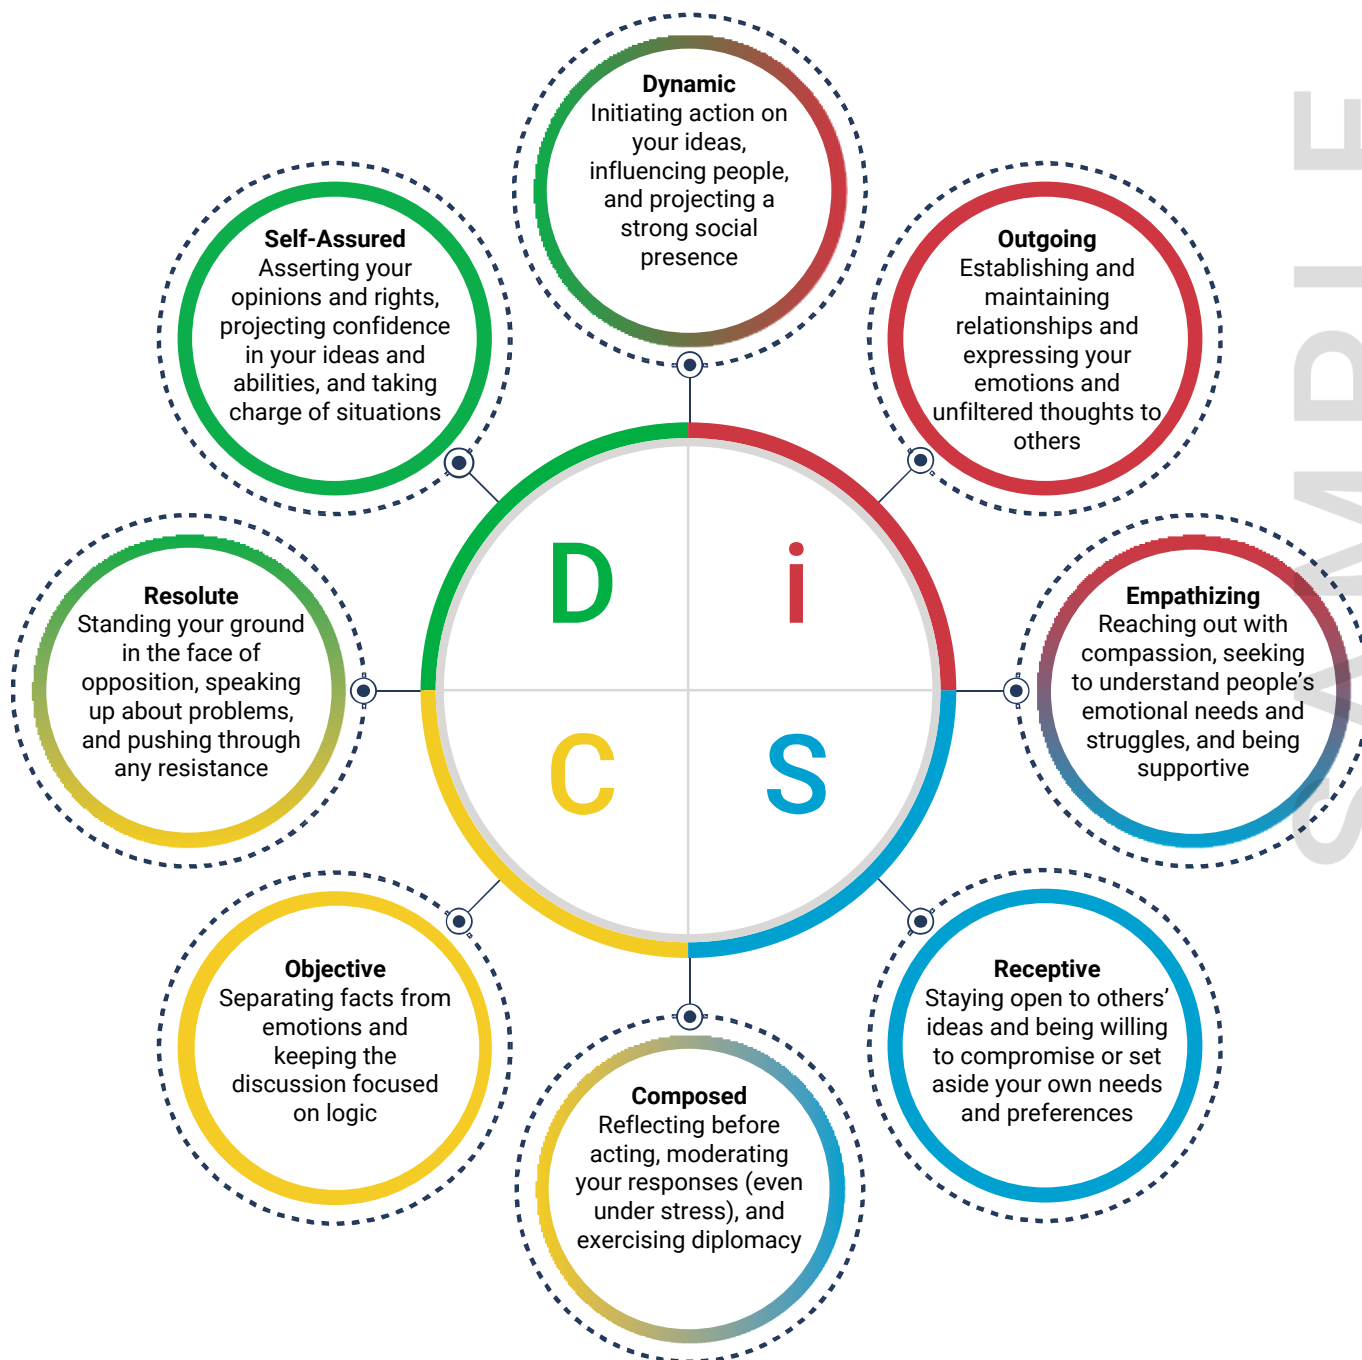 Dynamic
Initiating action on
your ideas,
influencing people,
and projecting a
strong social
presence
Self-Assured
Asserting your
opinions and rights,
projecting confidence
in your ideas and
abilities, and taking
charge of situations
Outgoing
Establishing and
maintaining
relationships and
expressing your
emotions and
unfiltered thoughts to
others
D
i
Resolute
Standing your ground
in the face of
opposition, speaking
up about problems,
and pushing through
any resistance
Empathizing
Reaching out with
compassion, seeking
to understand people’s
emotional needs and
struggles, and being
supportive
C
S
Objective
Separating facts from
emotions and
keeping the
discussion focused
on logic
Receptive
Staying open to others’
ideas and being willing
to compromise or set
aside your own needs
and preferences
Composed
Reflecting before
acting, moderating
your responses (even
under stress), and
exercising diplomacy
SAMPLE